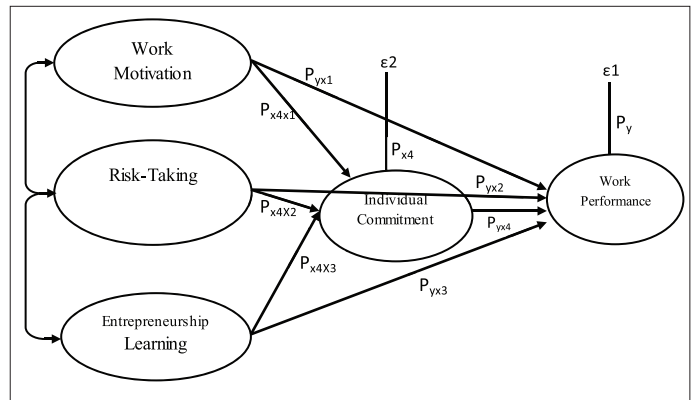 Work
Motivation
ε2
ε1
Pyx1
Px4x1
Px4
Py
Risk-Taking
Pyx2
Individual
Commitment
Work
Performance
Px4X2
Pyx4
Px4X3
Pyx3
Entrepreneurship
Learning